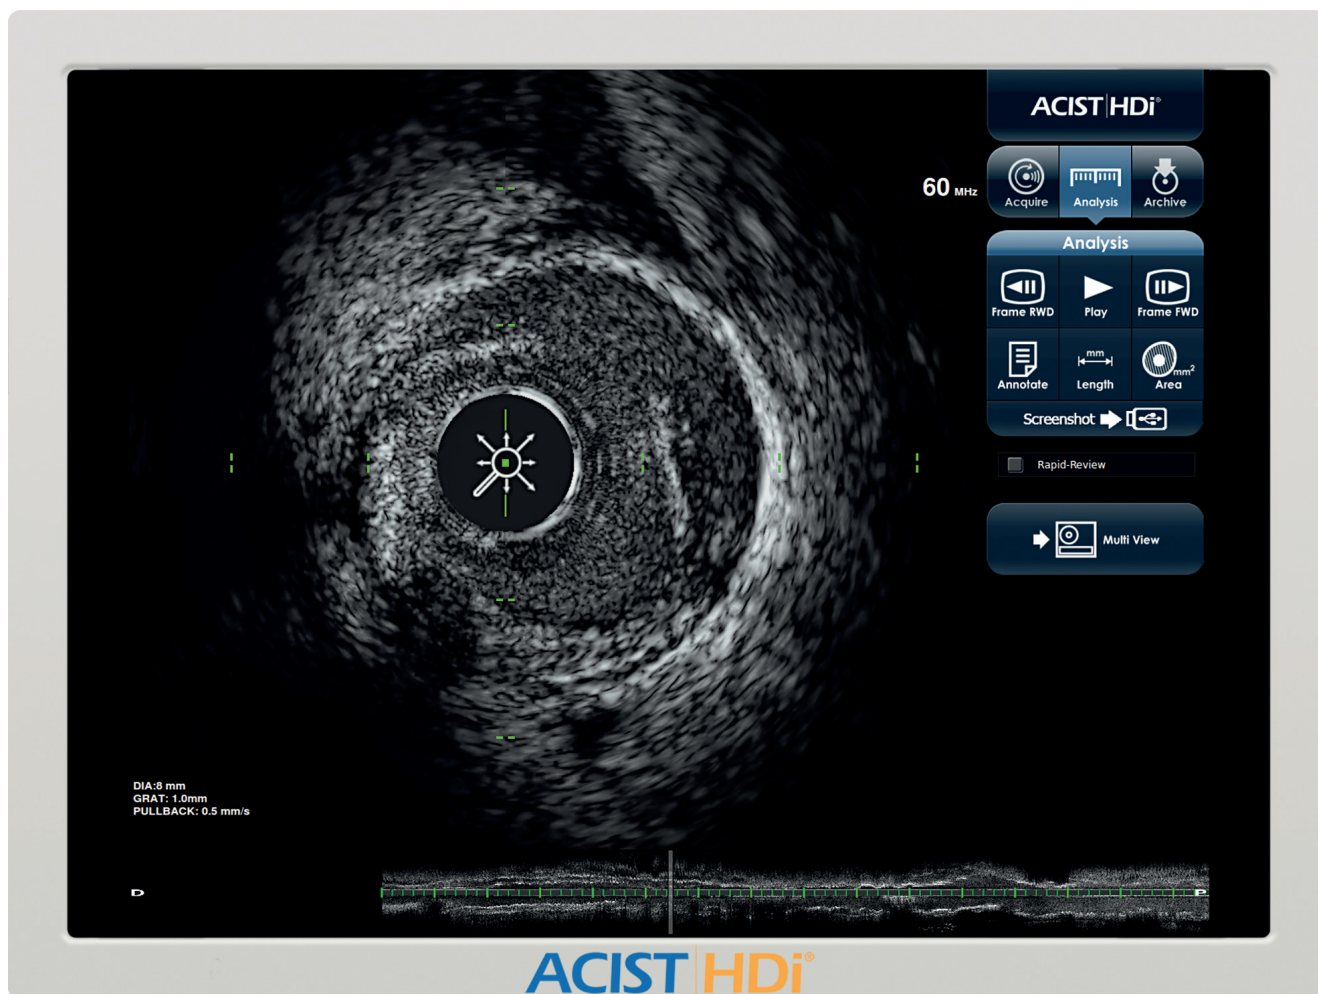 ACIST|HDi®
60 MHz
Acquire
Analysis
Archive
Analysis
Frame RWD
Play
Frame FWD
Annotate
mm
Length
mm²
Area
Screenshot
Rapid-Review
Multi View
DIA:8 mm
GRAT: 1.0mm
PULLBACK: 0.5 mm/s
D
P
ACIST|HDi®